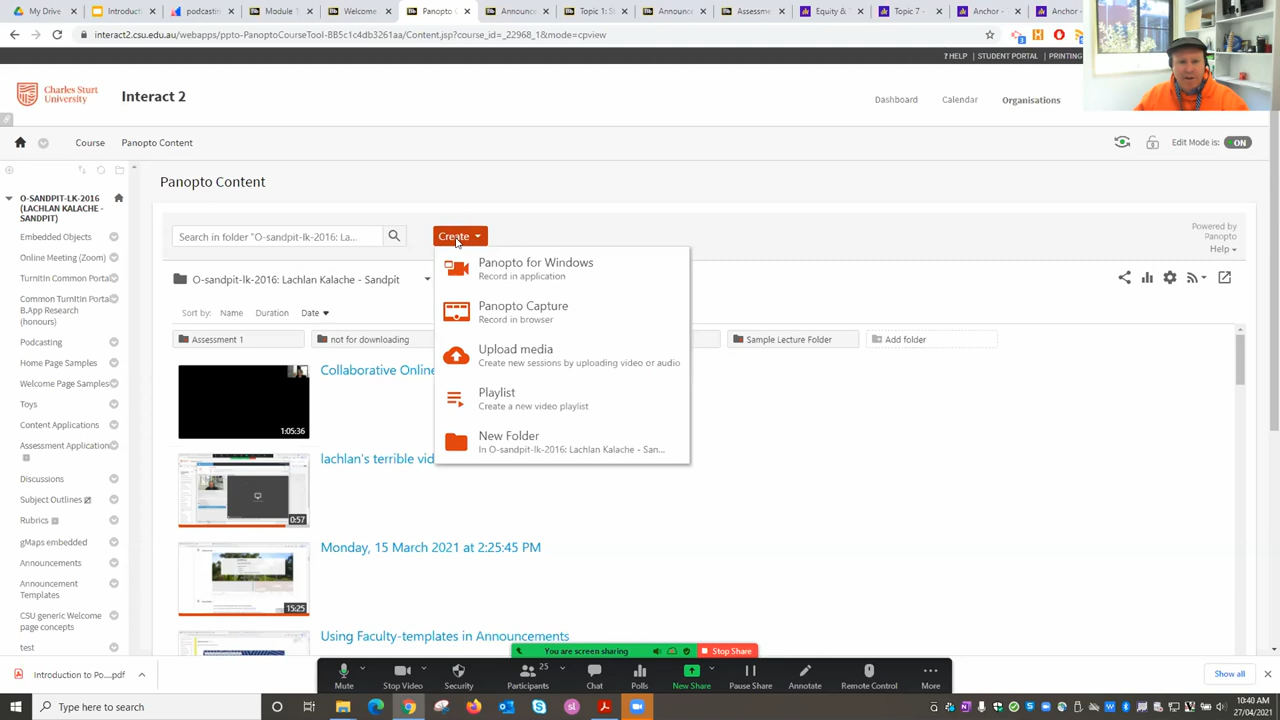 My Drive
Introductio
podcasting
Module 1
Welcome
Panopto C
Announc
Topic 1: S
Announc
Assessme
Equity &
Topic 7 -
Anchor -
Anchor -
interact2.csu.edu.au/webapps/ppto-PanoptoCourseTool-BB5c1c4db3261aa/Content.jsp?course_id=_22968_1&mode=cpview
? HELP | STUDENT PORTAL | PRINTING
Charles Sturt
University
Interact 2
Dashboard
Calendar
Organisations
Course
Panopto Content
Edit Mode is:
ON
Panopto Content
O-SANDPIT-LK-2016
(LACHLAN KALACHE -
SANDPIT)
Embedded Objects
Online Meeting (Zoom)
TurnitIn Common Portal
Common TurnitIn Portal
B.App Research
(honours)
Podcasting
Home Page Samples
Welcome Page Samples
Toys
Content Applications
Assessment Application
Discussions
Subject Outlines
Rubrics
gMaps embedded
Announcements
Announcement
Templates
CSU generic Welcome
page concepts
test
Search in folder "O-sandpit-lk-2016: La...
Create
Powered by
Panopto
Help
O-sandpit-lk-2016: Lachlan Kalache - Sandpit
Sort by:
Name
Duration
Date
Assessment 1
not for downloading
Sample Lecture Folder
Add folder
Panopto for Windows
Record in application
Panopto Capture
Record in browser
Upload media
Create new sessions by uploading video or audio
Playlist
Create a new video playlist
New Folder
In O-sandpit-lk-2016: Lachlan Kalache - San...
Collaborative Online
1:05:36
lachlan's terrible vid
0:57
Monday, 15 March 2021 at 2:25:45 PM
15:25
Using Faculty-templates in Announcements
You are screen sharing
Stop Share
Mute
Stop Video
Security
25
Participants
Chat
Polls
New Share
Pause Share
Annotate
Remote Control
More
Introduction to Po....pdf
Show all
Type here to search
10:40 AM
27/04/2021